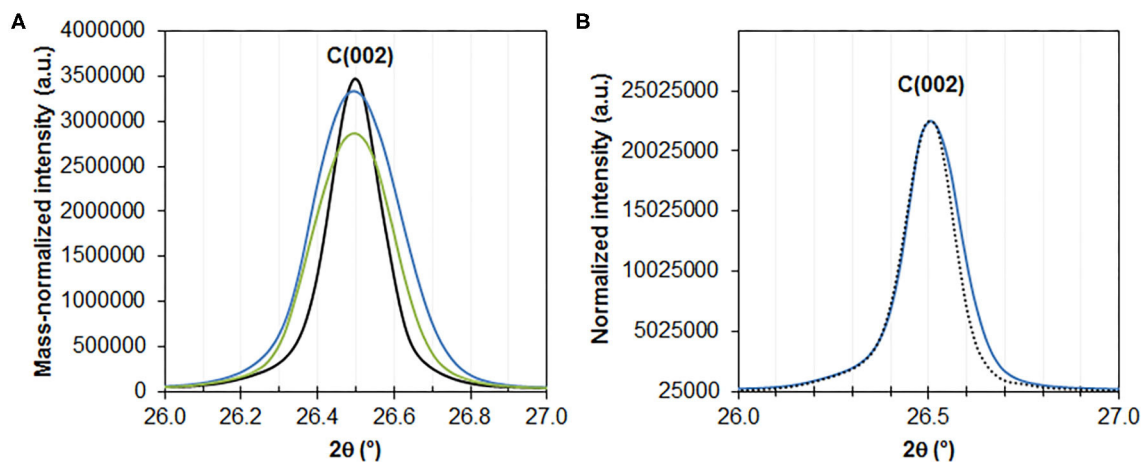 A
Mass-normalized intensity (a.u.)
4000000
3500000
3000000
2500000
2000000
1500000
1000000
500000
0
C(002)
26.0 26.2 26.4 26.6 26.8 27.0
2θ (°)
B
Normalized intensity (a.u.)
25025000
20025000
15025000
10025000
5025000
25000
C(002)
26.0 26.5 27.0
2θ (°)